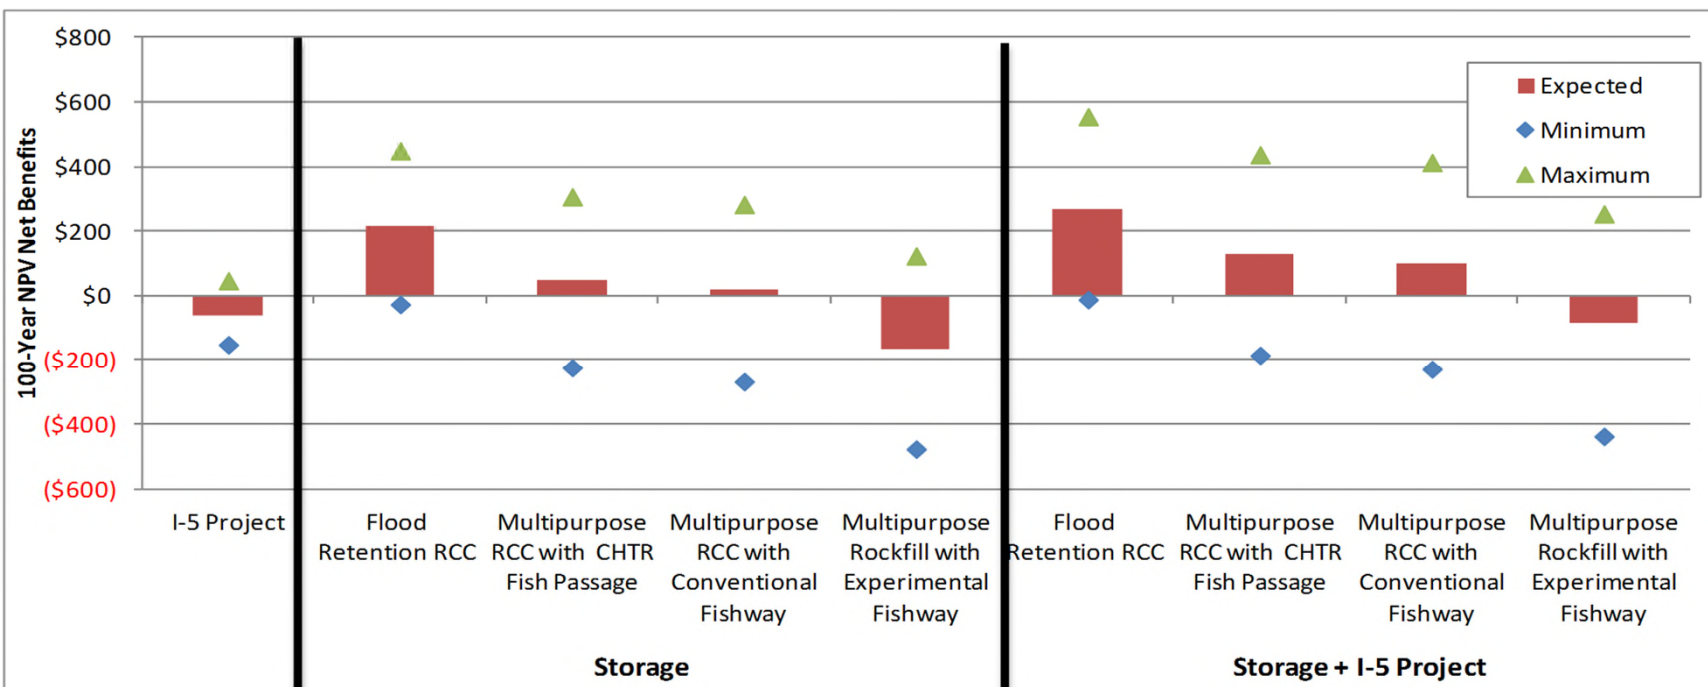 $800
$600
$400
$200
$0
($200)
($400)
($600)
100-Year NPV Net Benefits
Expected
Minimum
Maximum
I-5 Project
Flood
Retention RCC
Multipurpose
RCC with CHTR
Fish Passage
Multipurpose
RCC with
Conventional
Fishway
Multipurpose
Rockfill with
Experimental
Fishway
Flood
Retention RCC
Multipurpose
RCC with CHTR
Fish Passage
Multipurpose
RCC with
Conventional
Fishway
Multipurpose
Rockfill with
Experimental
Fishway
Storage
Storage + I-5 Project